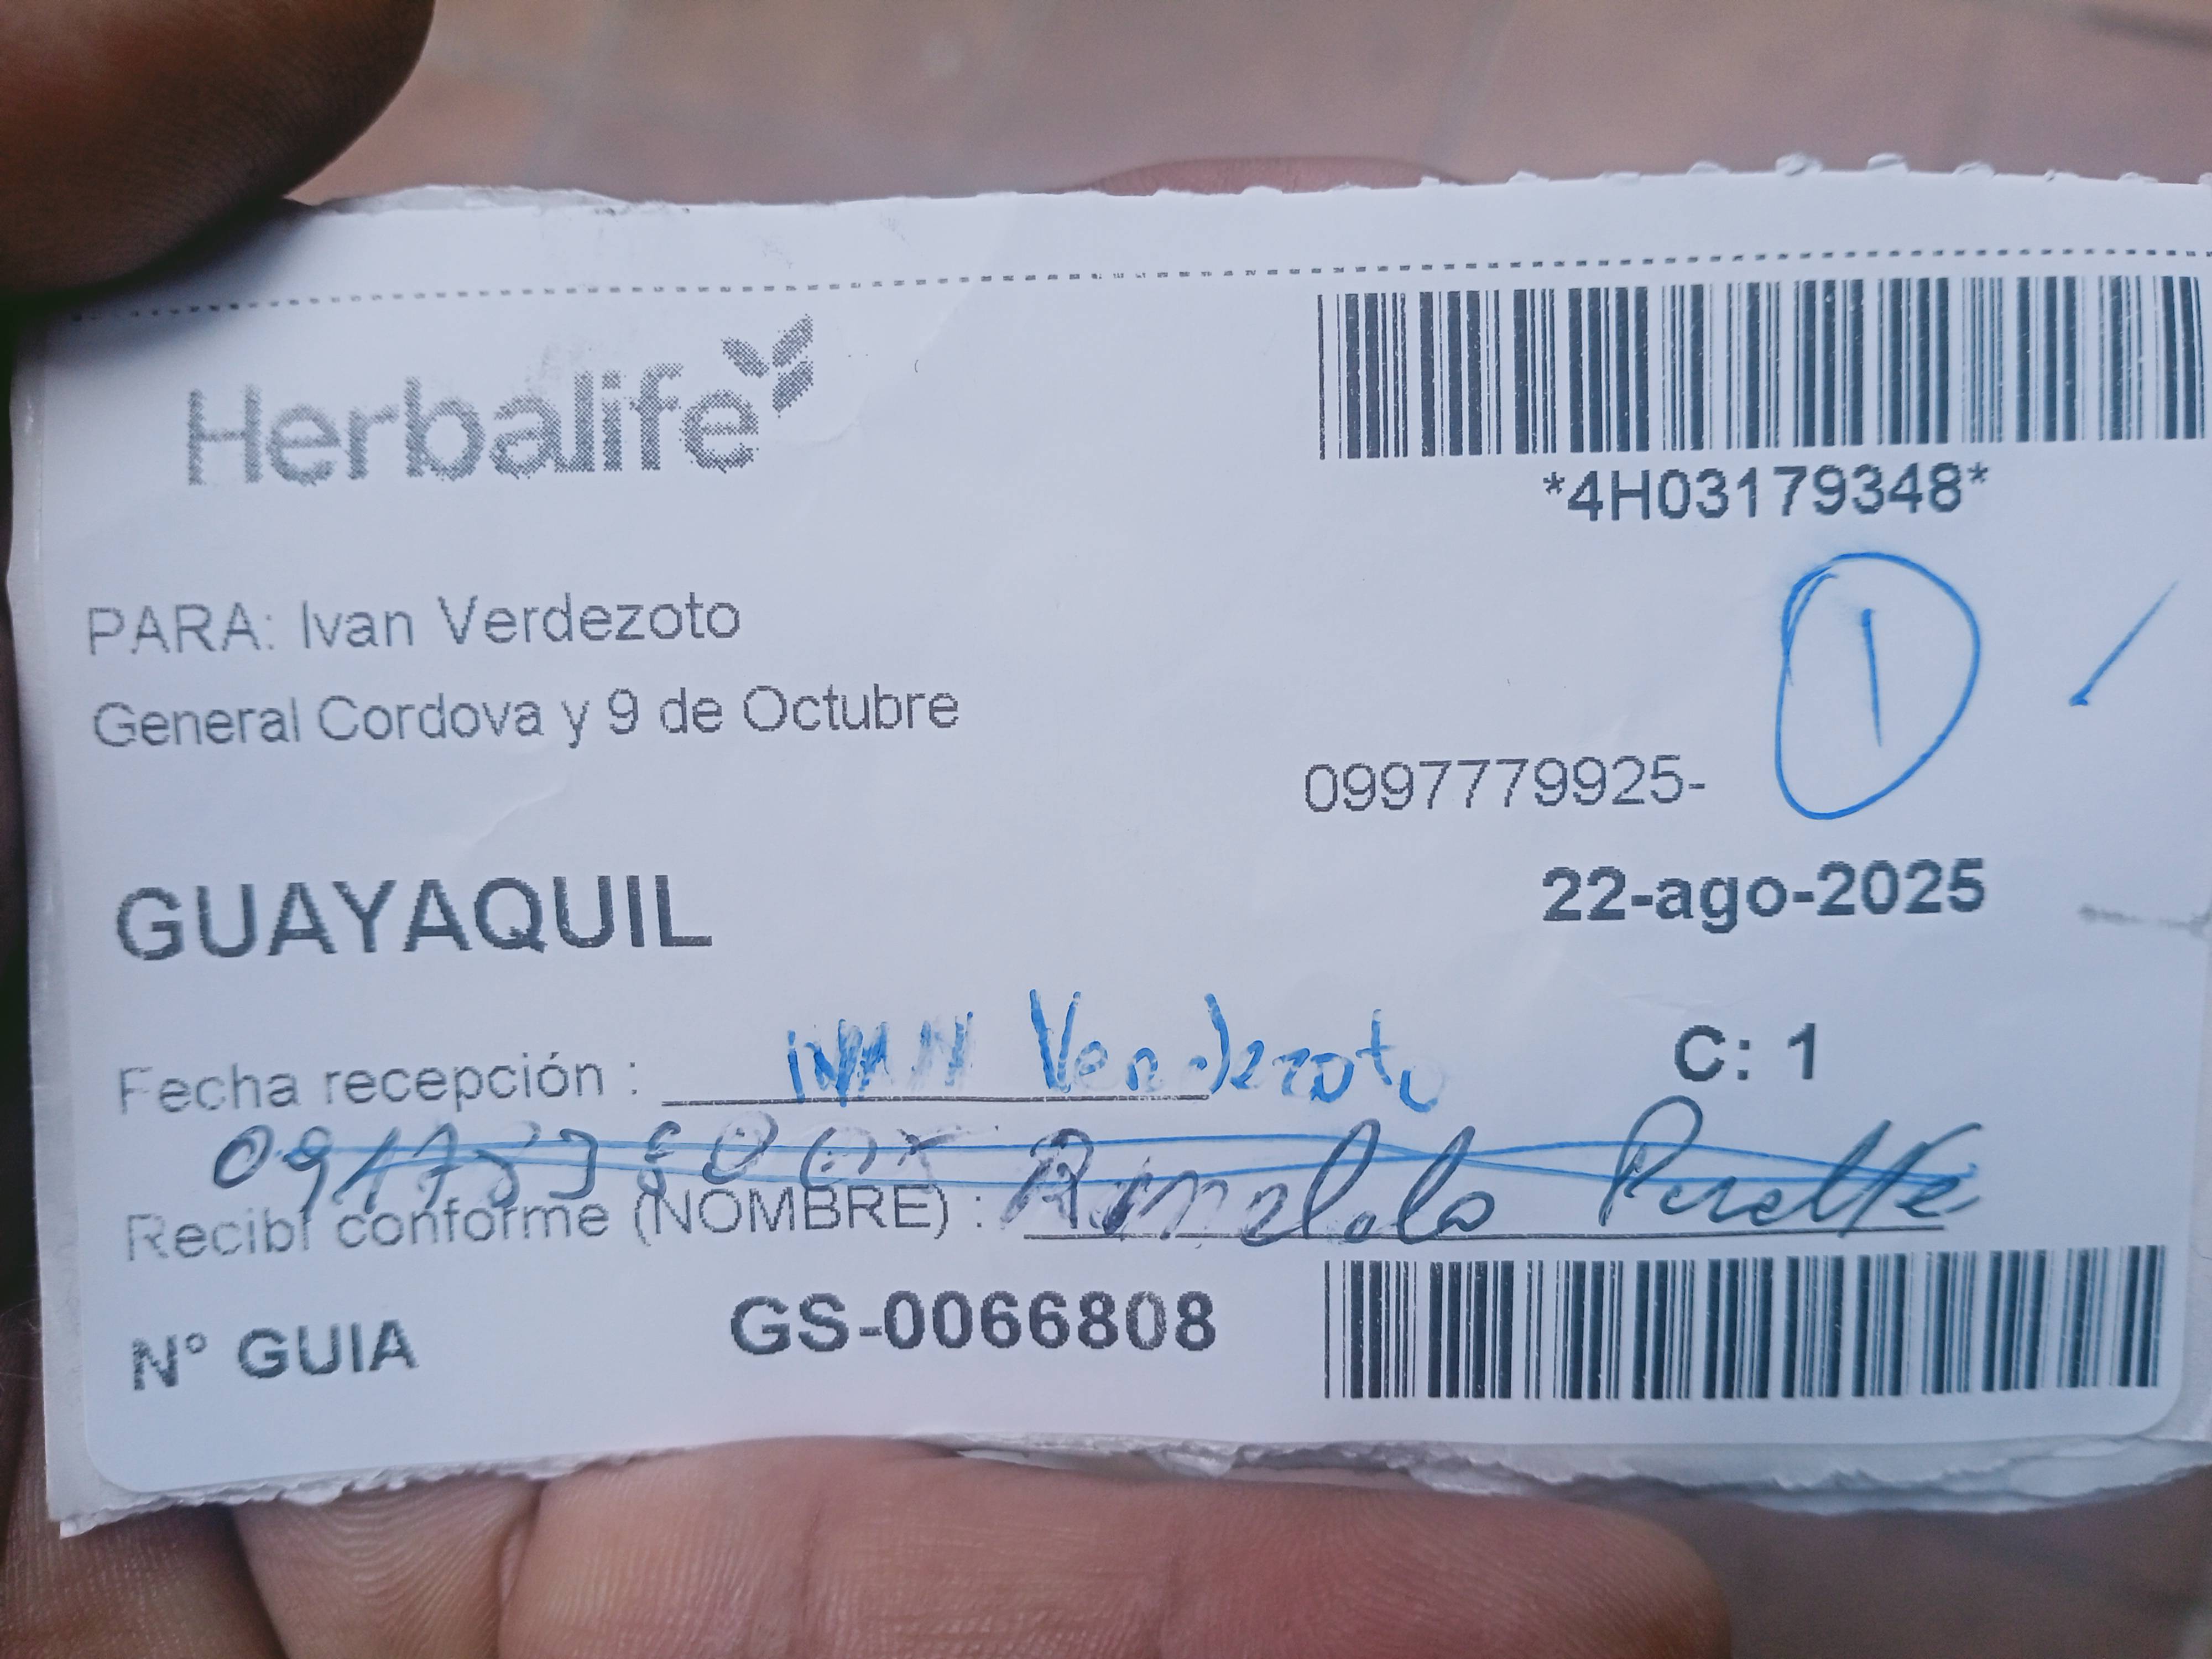 Herbalife
*4H03179348*
PARA: Ivan Verdezoto
1
General Cordova y 9 de Octubre
0997779925-
GUAYAQUIL
22-ago-2025
Fecha recepción : IVAN Verdezoto
C: 1
Recibí conforme (NOMBRE) :
N° GUIA GS-0066808